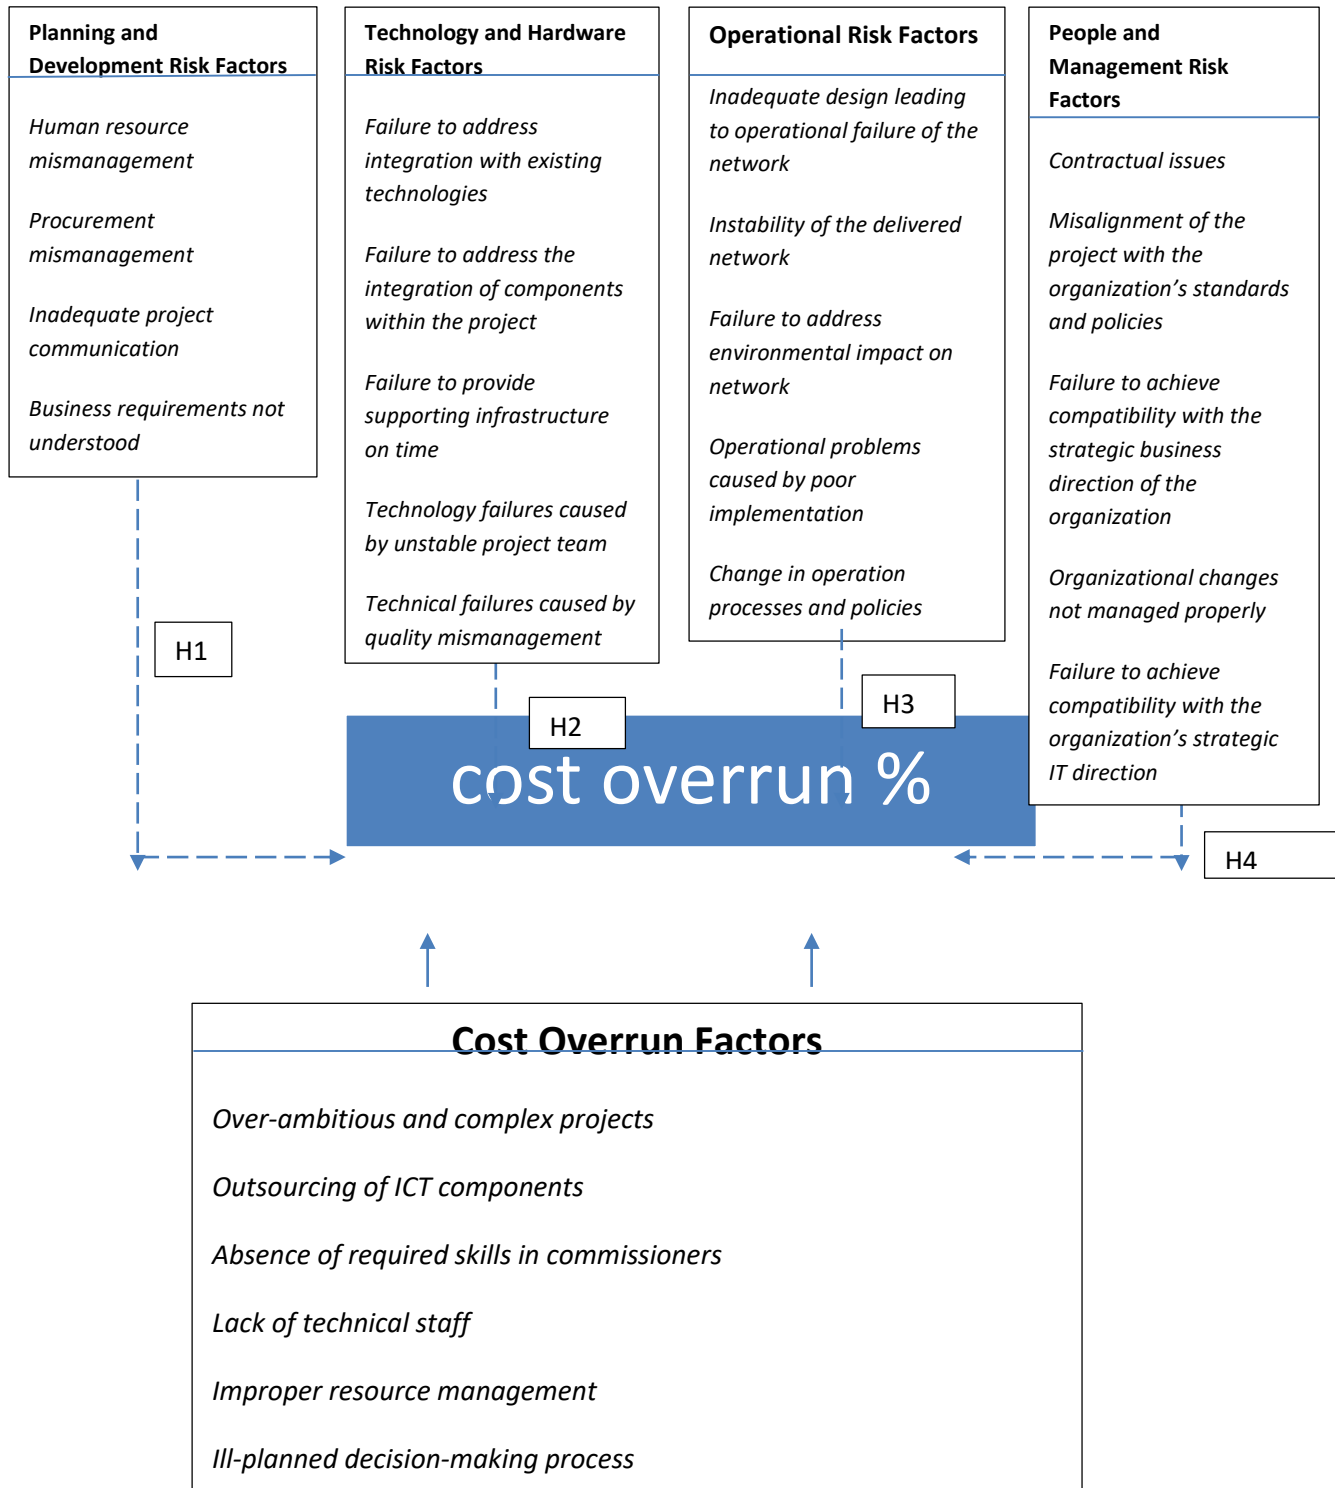 Planning and
Development Risk Factors
Human resource
mismanagement
Procurement
mismanagement
Inadequate project
communication
Business requirements not
understood
Technology and Hardware
Risk Factors
Failure to address
integration with existing
technologies
Failure to address the
integration of components
within the project
Failure to provide
supporting infrastructure
on time
Technology failures caused
by unstable project team
Technical failures caused by
quality mismanagement
Operational Risk Factors
Inadequate design leading
to operational failure of the
network
Instability of the delivered
network
Failure to address
environmental impact on
network
Operational problems
caused by poor
implementation
Change in operation
processes and policies
People and
Management Risk
Factors
Contractual issues
Misalignment of the
project with the
organization’s standards
and policies
Failure to achieve
compatibility with the
strategic business
direction of the
organization
Organizational changes
not managed properly
Failure to achieve
compatibility with the
organization’s strategic
IT direction
H1
H2
H3
H4
cost overrun %
Cost Overrun Factors
Over-ambitious and complex projects
Outsourcing of ICT components
Absence of required skills in commissioners
Lack of technical staff
Improper resource management
Ill-planned decision-making process